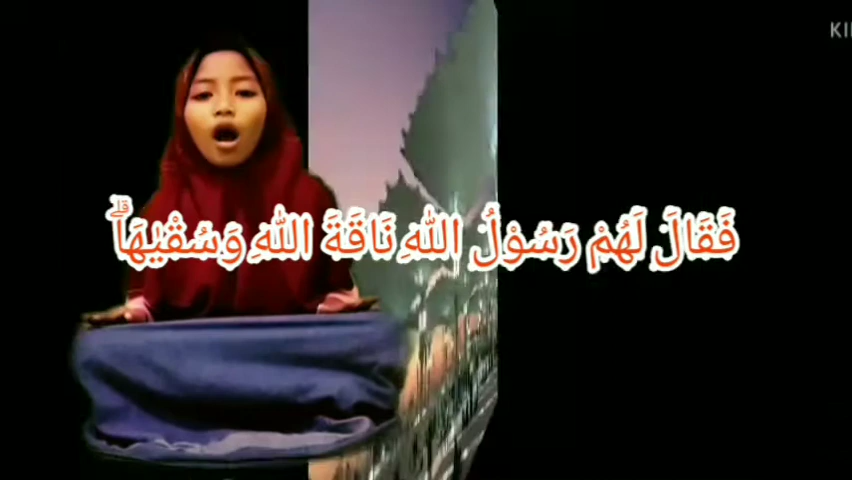 فَقَالَ لَهُمْ رَسُوْلُ اللّٰهِ نَاقَةَ اللّٰهِ وَسُقْيٰهَاۗ